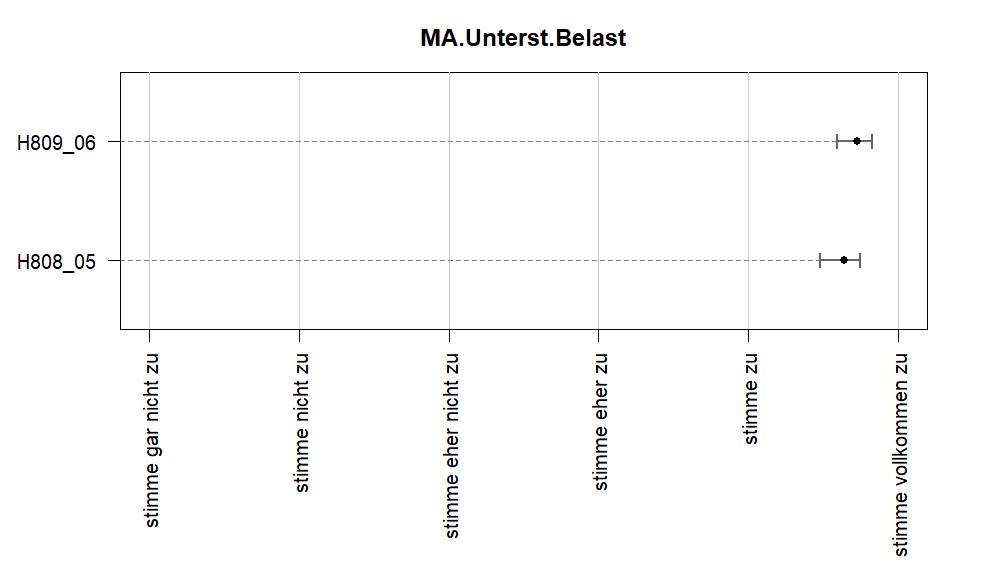 MA.Unterst.Belast
H809_06
H808_05
stimme gar nicht zu
stimme nicht zu
stimme eher nicht zu
stimme eher zu
stimme zu
stimme vollkommen zu